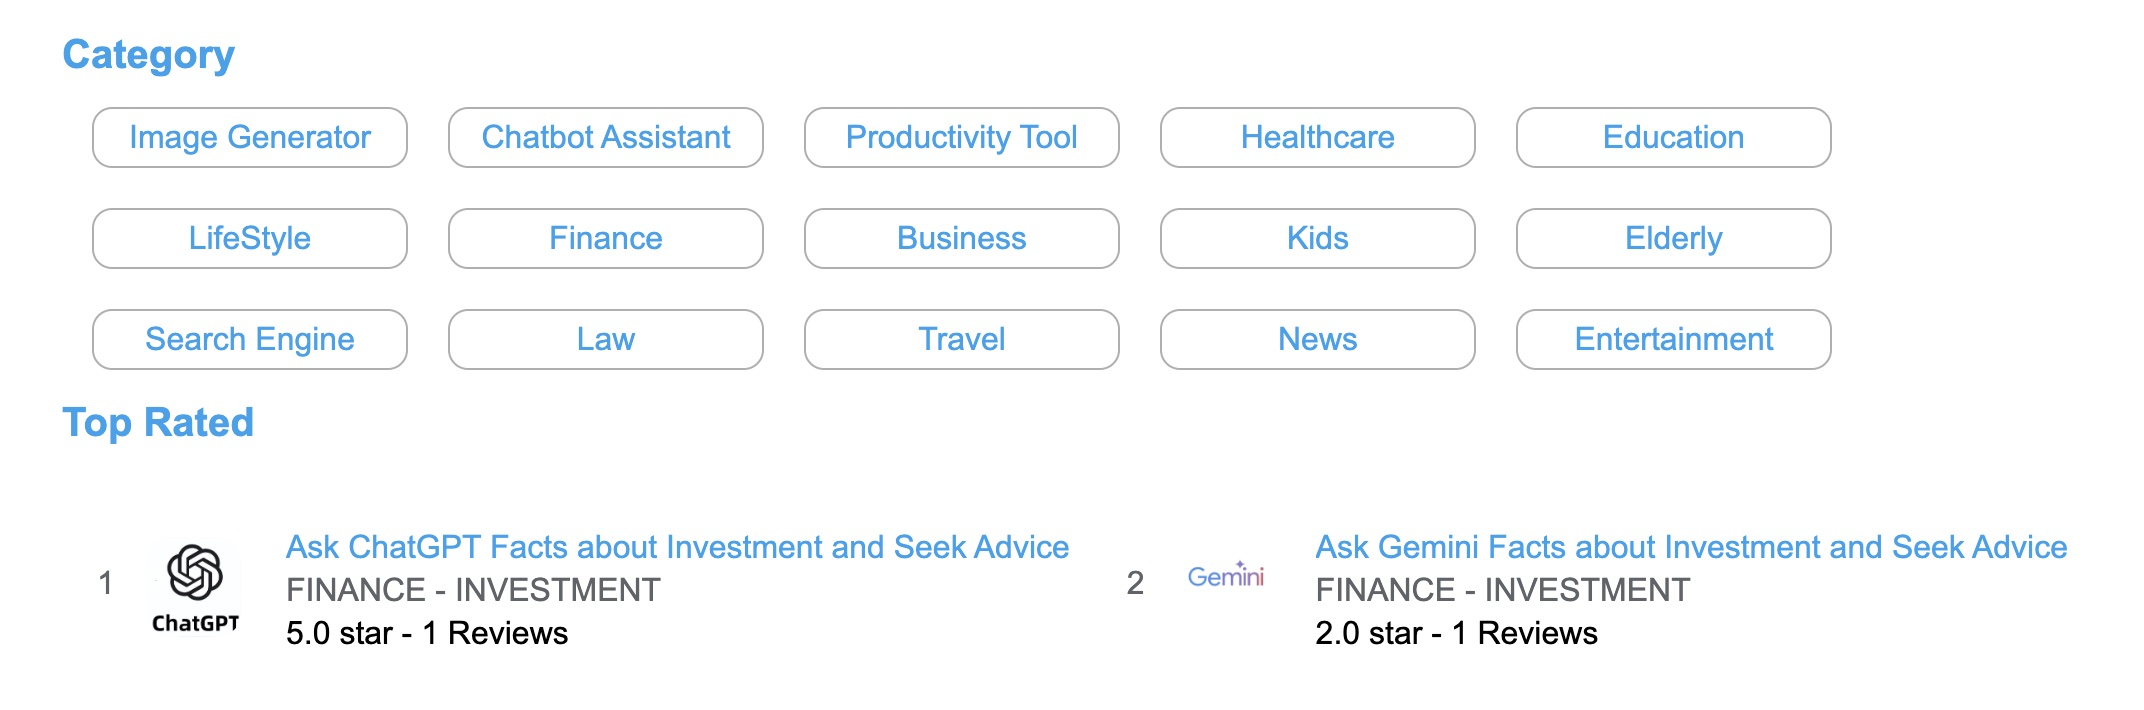 Category
Image Generator
Chatbot Assistant
Productivity Tool
Healthcare
Education
LifeStyle
Finance
Business
Kids
Elderly
Search Engine
Law
Travel
News
Entertainment
Top Rated
1
ChatGPT
Ask ChatGPT Facts about Investment and Seek Advice
FINANCE - INVESTMENT
5.0 star - 1 Reviews
2
Gemini
Ask Gemini Facts about Investment and Seek Advice
FINANCE - INVESTMENT
2.0 star - 1 Reviews